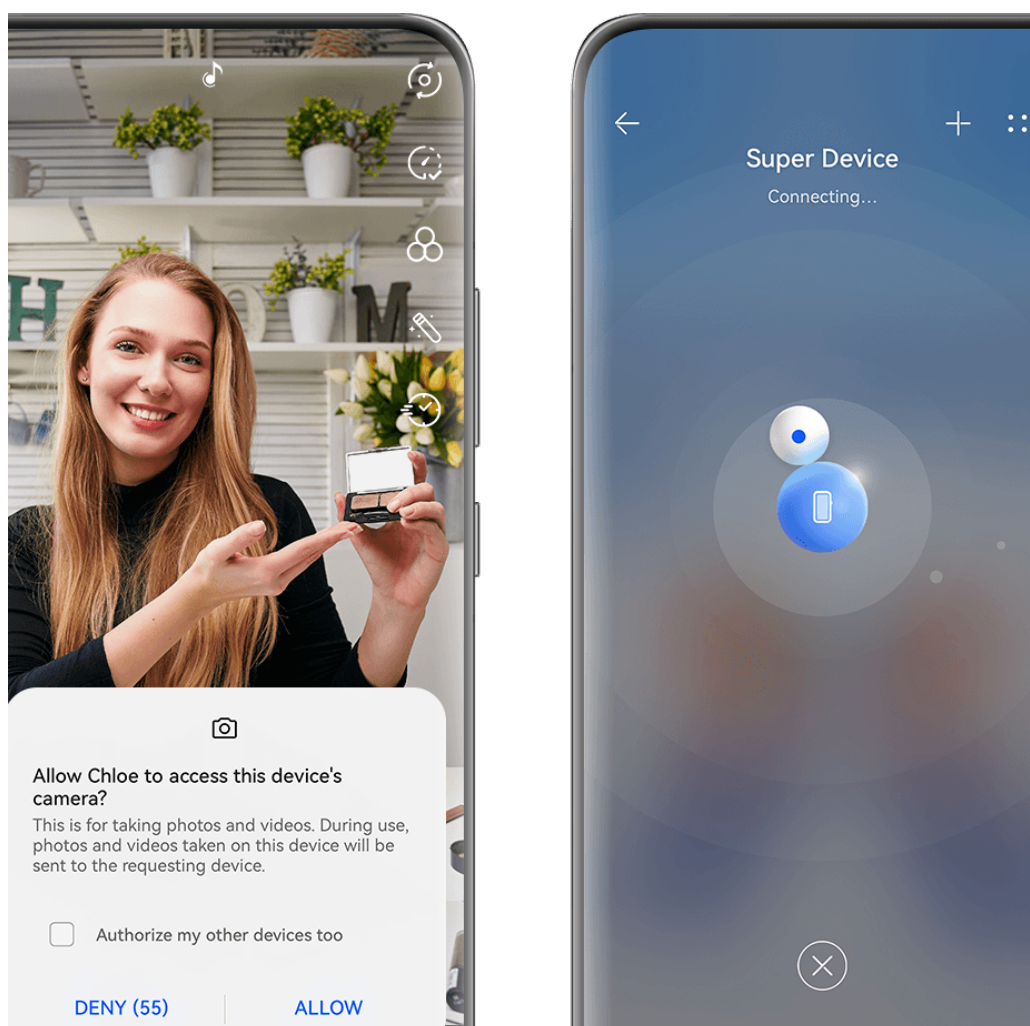 HOM
Allow Chloe to access this device's
camera?
This is for taking photos and videos. During use,
photos and videos taken on this device will be
sent to the requesting device.
Authorize my other devices too
DENY (55)
ALLOW
Super Device
Connecting...